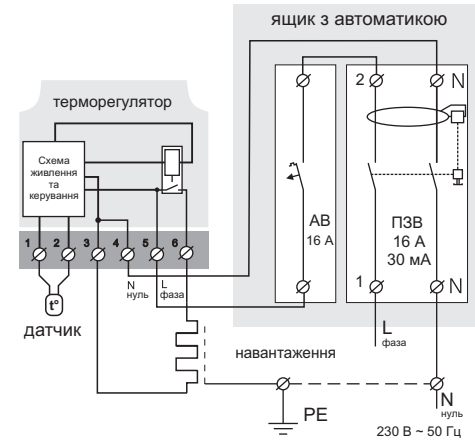 ящик з автоматикою
терморегулятор
Схема
живлення
та
керування
1 2 3 4 5 6
N
нуль
L
фаза
t°
датчик
2 N
АВ
16 А
ПЗВ
16 А
30 мА
1 N
L
фаза
навантаження
PE
N
нуль
230 В ~ 50 Гц